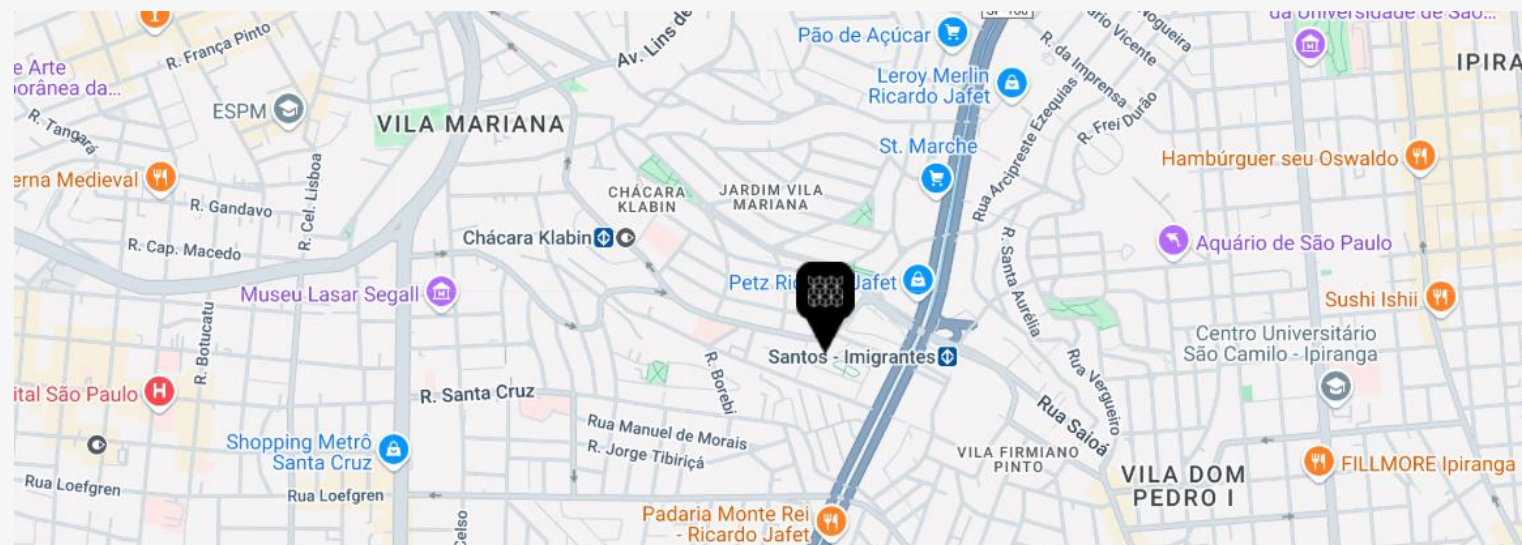 da Universidade de São...
R. França Pinto
Av. Lins de
Pão de Açúcar
Mário Vicente
Nogueira
R. da Imprensa
IPIRA
e Arte
porânea da...
Leroy Merlin
Ricardo Jafet
ESPM
VILA MARIANA
R. Tangará
Rua Arcipreste Ezequias
R. Frei Durão
St. Marche
Hambúrguer seu Oswaldo
erna Medieval
R. Cel. Lisboa
R. Gandavo
CHÁCARA
KLABIN
JARDIM VILA
MARIANA
R. Cap. Macedo
Chácara Klabin
R. Santa Aurélia
Aquário de São Paulo
Petz Ri
Jafet
Museu Lasar Segall
Sushi Ishii
R. Botucatu
Santos - Imigrantes
Centro Universitário
São Camilo - Ipiranga
Rua Vergueiro
R. Borebi
ital São Paulo
H
R. Santa Cruz
Rua Saioá
Rua Manuel de Morais
R. Jorge Tibiriçá
Shopping Metrô
Santa Cruz
VILA FIRMIANO
PINTO
VILA DOM
PEDRO I
FILLMORE Ipiranga
Rua Loefgren
Rua Loefgren
Celso
Padaria Monte Rei
- Ricardo Jafet